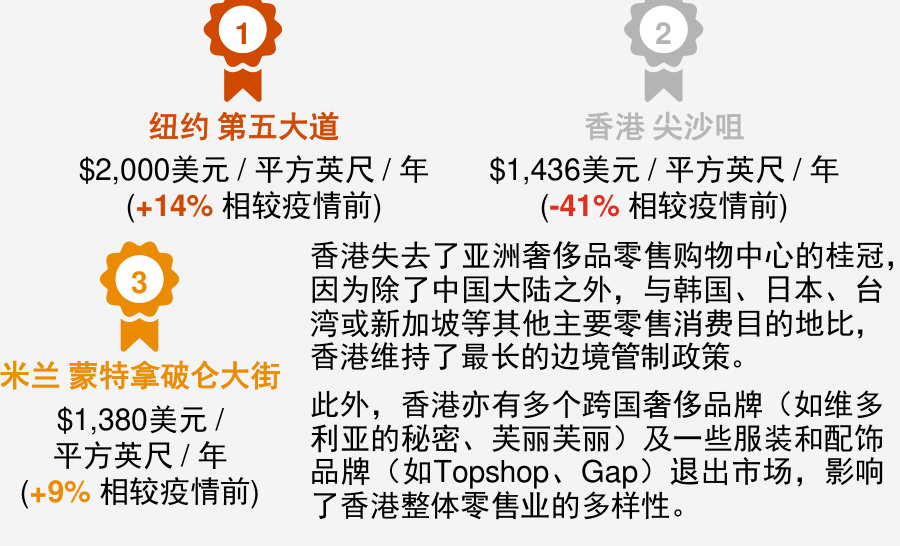 1
纽约 第五大道
$2,000美元 / 平方英尺 / 年
(+14% 相较疫情前)
2
香港 尖沙咀
$1,436美元 / 平方英尺 / 年
(-41% 相较疫情前)
3
米兰 蒙特拿破仑大街
$1,380美元 /
平方英尺 / 年
(+9% 相较疫情前)
香港失去了亚洲奢侈品零售购物中心的桂冠，
因为除了中国大陆之外，与韩国、日本、台
湾或新加坡等其他主要零售消费目的地比，
香港维持了最长的边境管制政策。
此外，香港亦有多个跨国奢侈品牌（如维多
利亚的秘密、芙丽芙丽）及一些服装和配饰
品牌（如Topshop、Gap）退出市场，影响
了香港整体零售业的多样性。